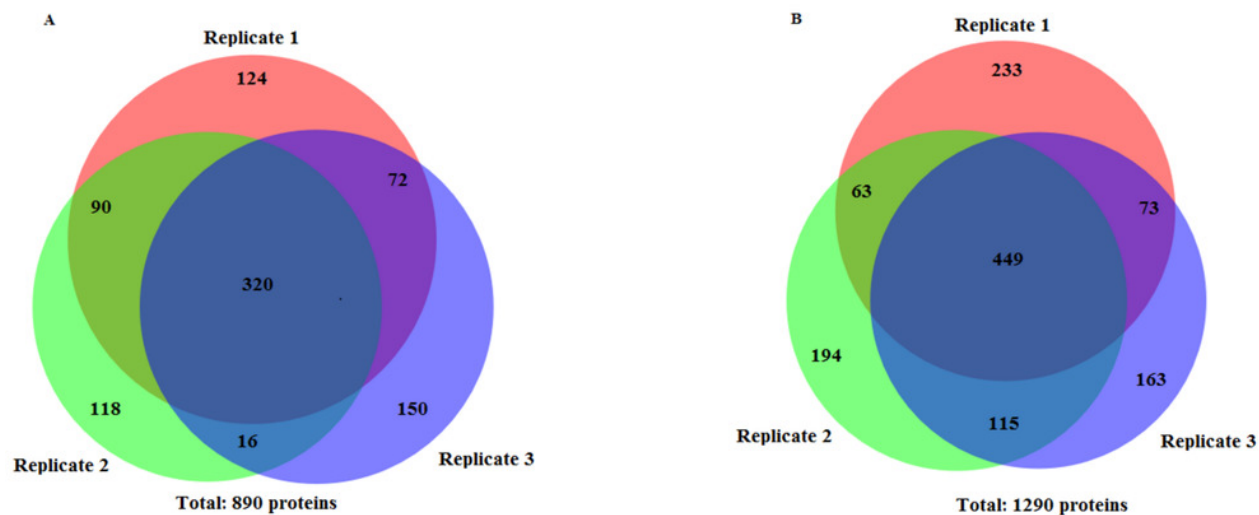 A
Replicate 1
124
72
90
320
118
150
16
Replicate 2
Replicate 3
Total: 890 proteins
B
Replicate 1
233
63
73
449
194
163
115
Replicate 2
Replicate 3
Total: 1290 proteins